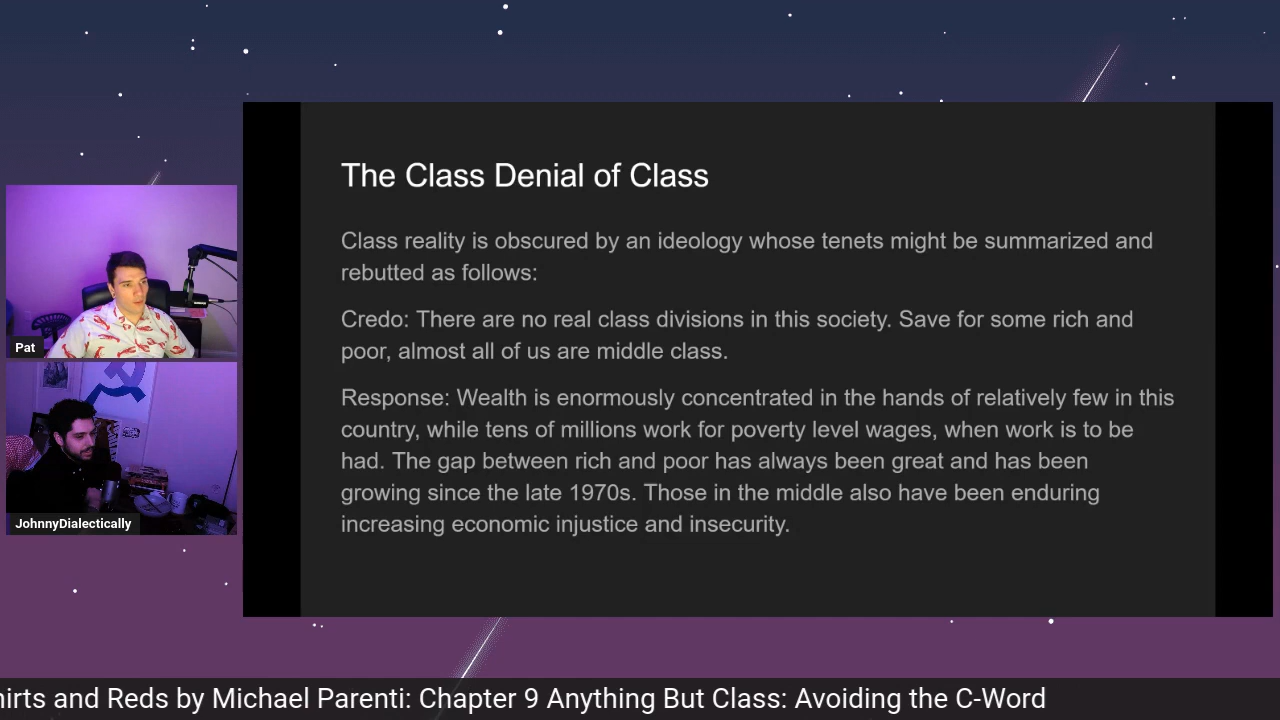 The Class Denial of Class
Class reality is obscured by an ideology whose tenets might be summarized and
rebutted as follows:
Credo: There are no real class divisions in this society. Save for some rich and
poor, almost all of us are middle class.
Response: Wealth is enormously concentrated in the hands of relatively few in this
country, while tens of millions work for poverty level wages, when work is to be
had. The gap between rich and poor has always been great and has been
growing since the late 1970s. Those in the middle also have been enduring
increasing economic injustice and insecurity.
Pat
JohnnyDialectically
hirts and Reds by Michael Parenti: Chapter 9 Anything But Class: Avoiding the C-Word